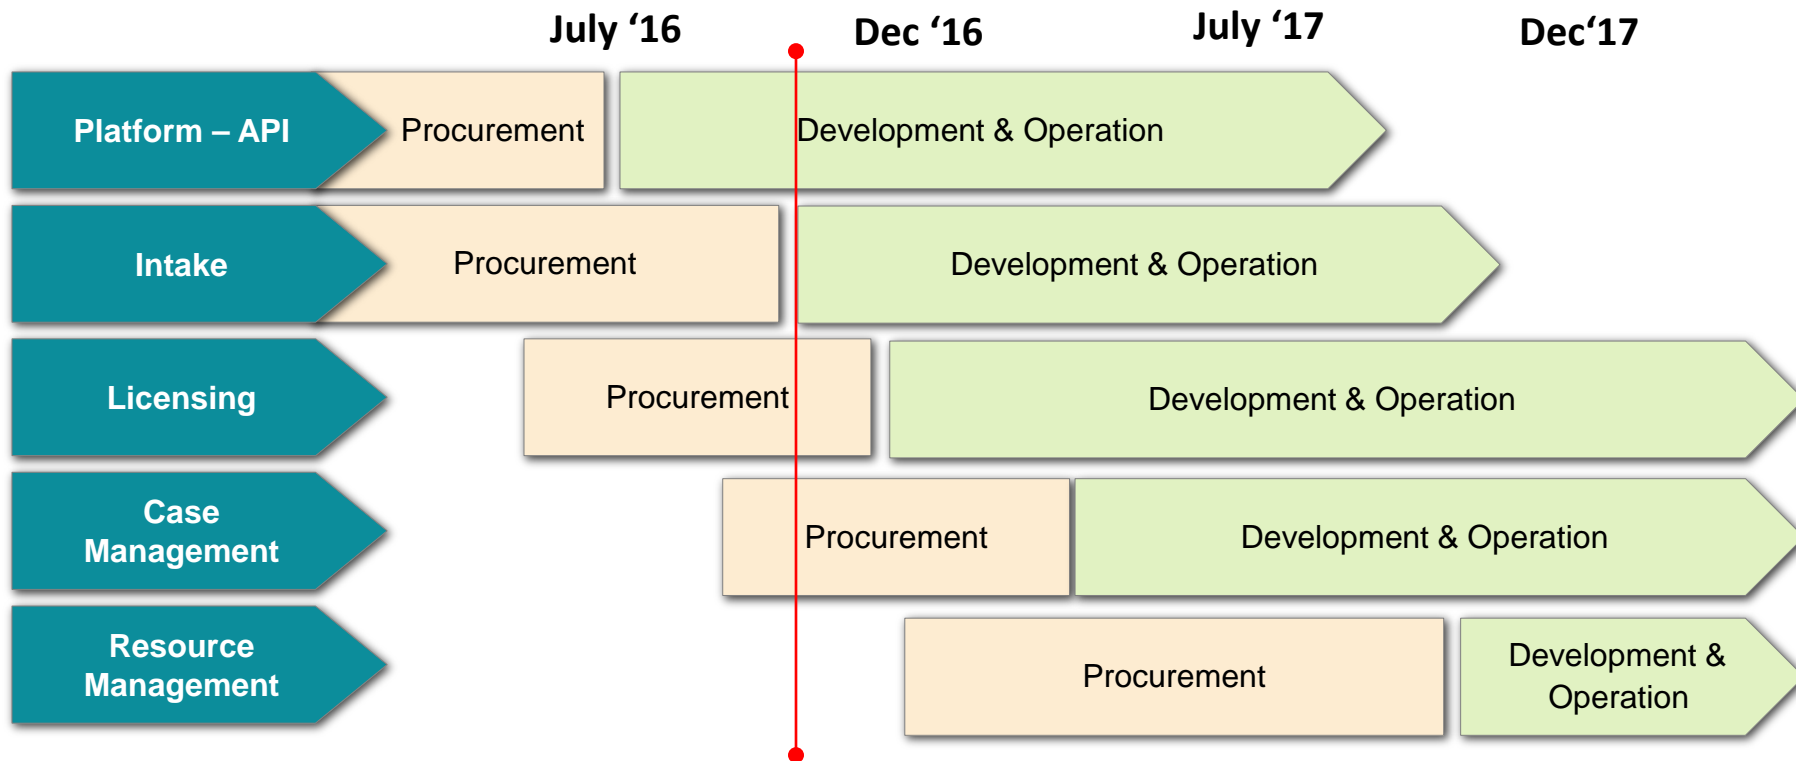 July ‘16
Dec ‘16
July ‘17
Dec‘17
Platform – API
Procurement
Development & Operation
Intake
Procurement
Development & Operation
Licensing
Procurement
Development & Operation
Case
Management
Procurement
Development & Operation
Resource
Management
Procurement
Development &
Operation